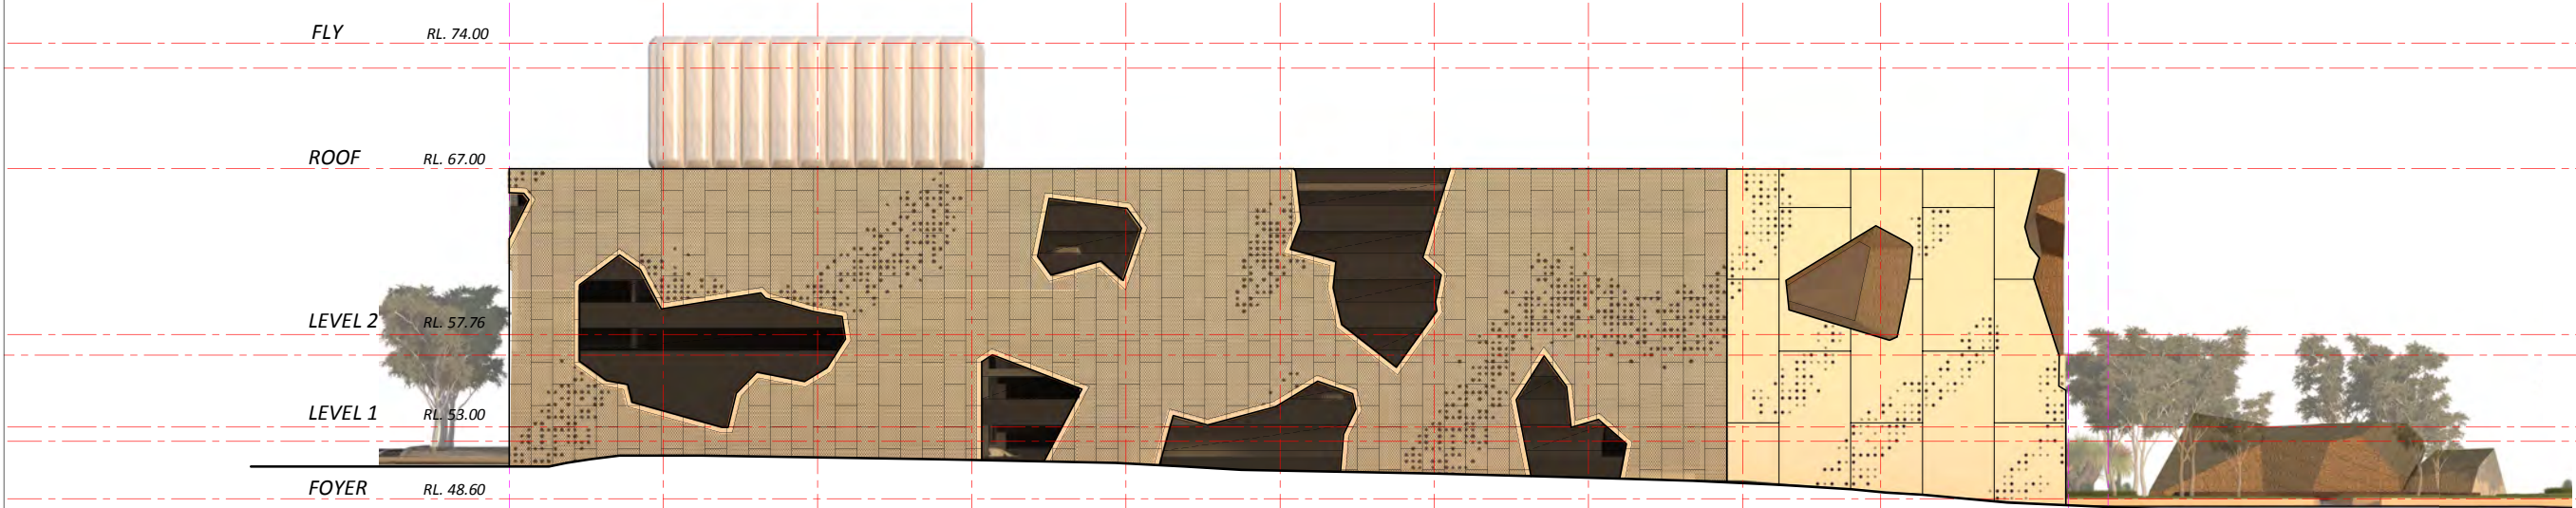 FLY RL. 74.00
ROOF RL. 67.00
LEVEL 2 RL. 57.76
LEVEL 1 RL. 53.00
FOYER RL. 48.60